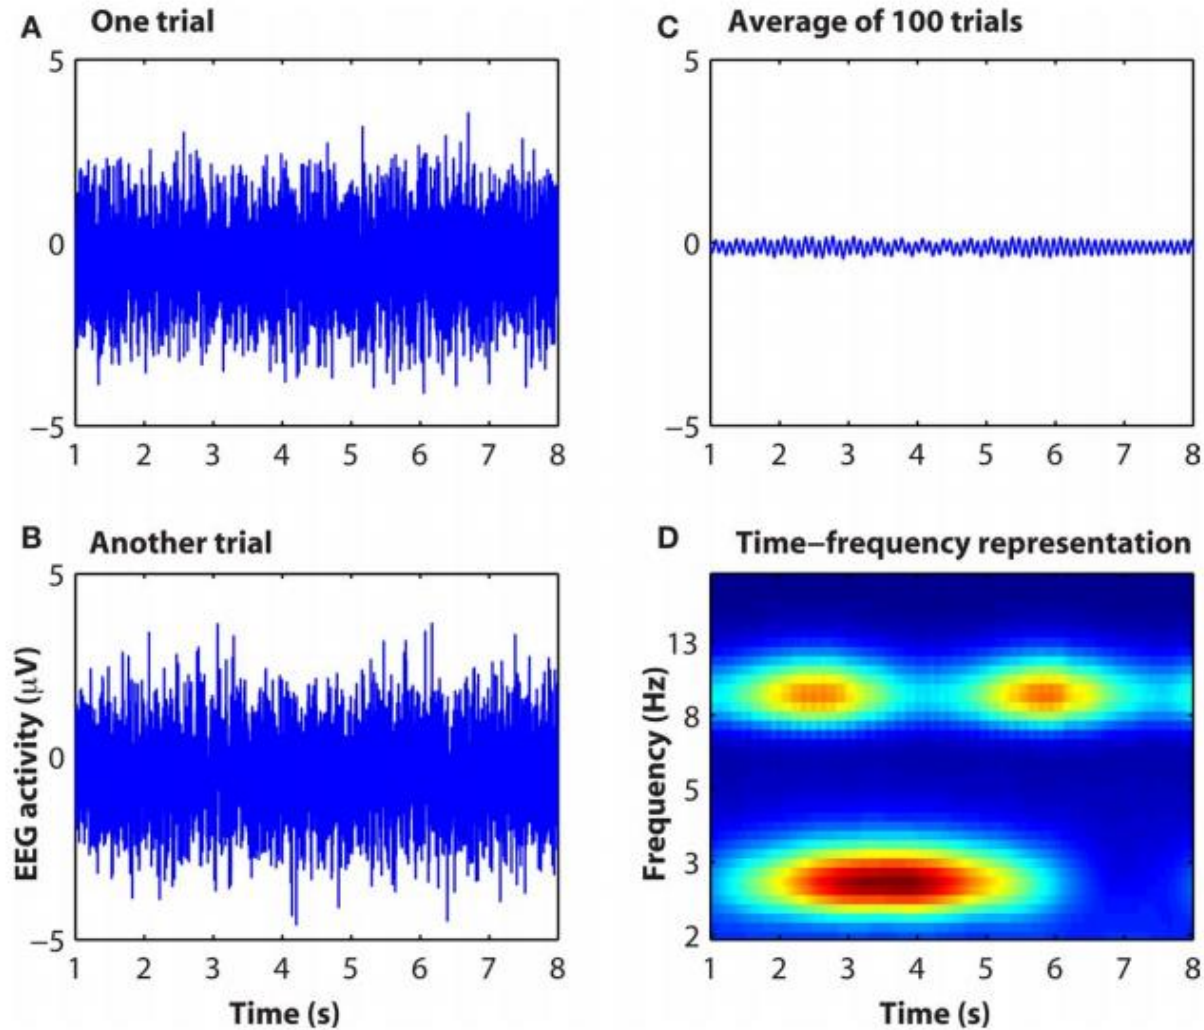 A One trial
5
0
−5
1 2 3 4 5 6 7 8
B Another trial
5
0
−5
EEG activity (μV)
1 2 3 4 5 6 7 8
Time (s)
C Average of 100 trials
5
0
−5
1 2 3 4 5 6 7 8
D Time−frequency representation
13
8
5
3
2
Frequency (Hz)
1 2 3 4 5 6 7 8
Time (s)